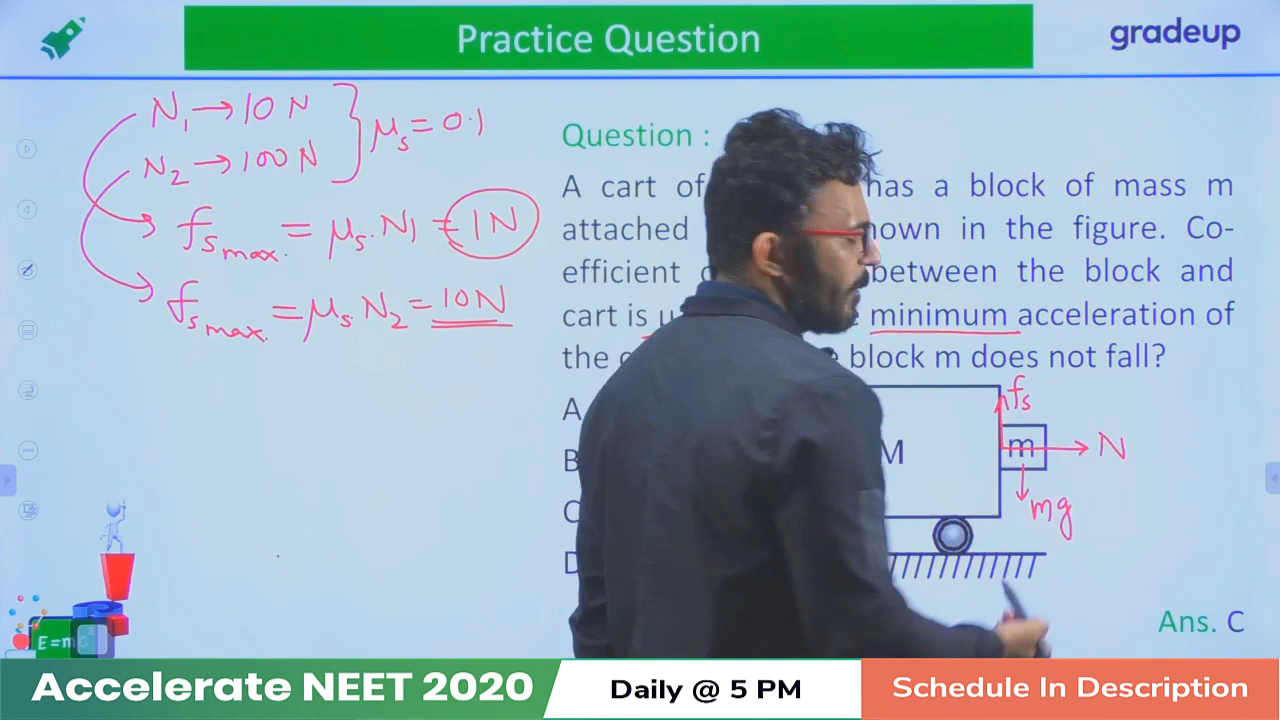 Practice Question
gradeup
N₁ → 10 N
N₂ → 100 N
μₛ = 0.1
fₛ max. = μₛ. N₁ = 1N
fₛ max. = μₛ N₂ = 10N
Question :
A cart of has a block of mass m
attached in the figure. Co-
efficient between the block and
cart is minimum acceleration of
the block m does not fall?
A
B
C
D
M
m
fₛ
N
mg
Ans. C
E=mc²
Accelerate NEET 2020
Daily @ 5 PM
Schedule In Description